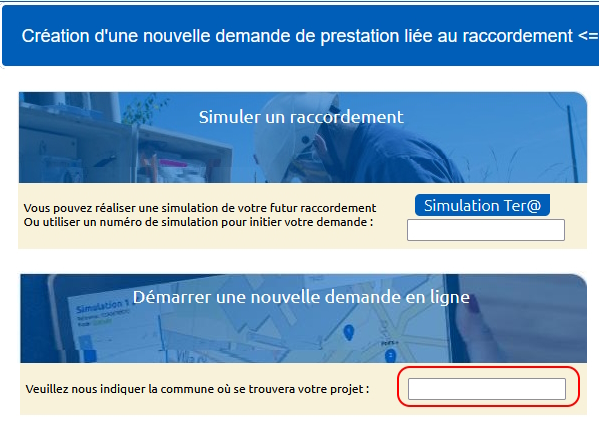 Création d'une nouvelle demande de prestation liée au raccordement <=
Simuler un raccordement
Vous pouvez réaliser une simulation de votre futur raccordement
Simulation Ter@
Ou utiliser un numéro de simulation pour initier votre demande :
Simulation 1
Démarrer une nouvelle demande en ligne
Veuillez nous indiquer la commune où se trouvera votre projet :